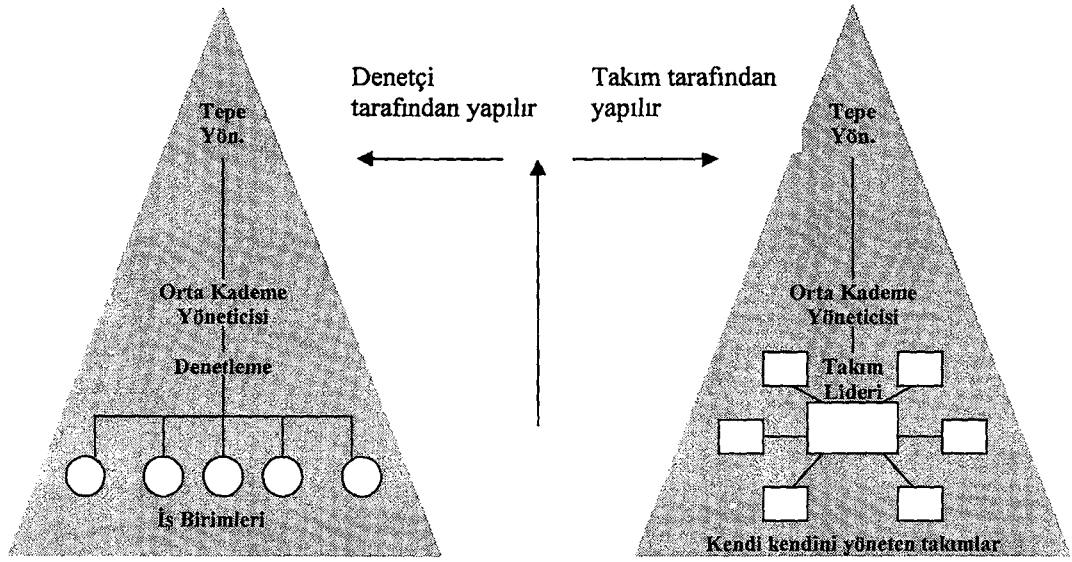 Denetçi
tarafından yapılır
Takım tarafından
yapılır
Tepe
Yön.
Orta Kademe
Yöneticisi
Denetleme
İş Birimleri
Tepe
Yön.
Orta Kademe
Yöneticisi
Takım
Lideri
Kendi kendini yöneten takımlar